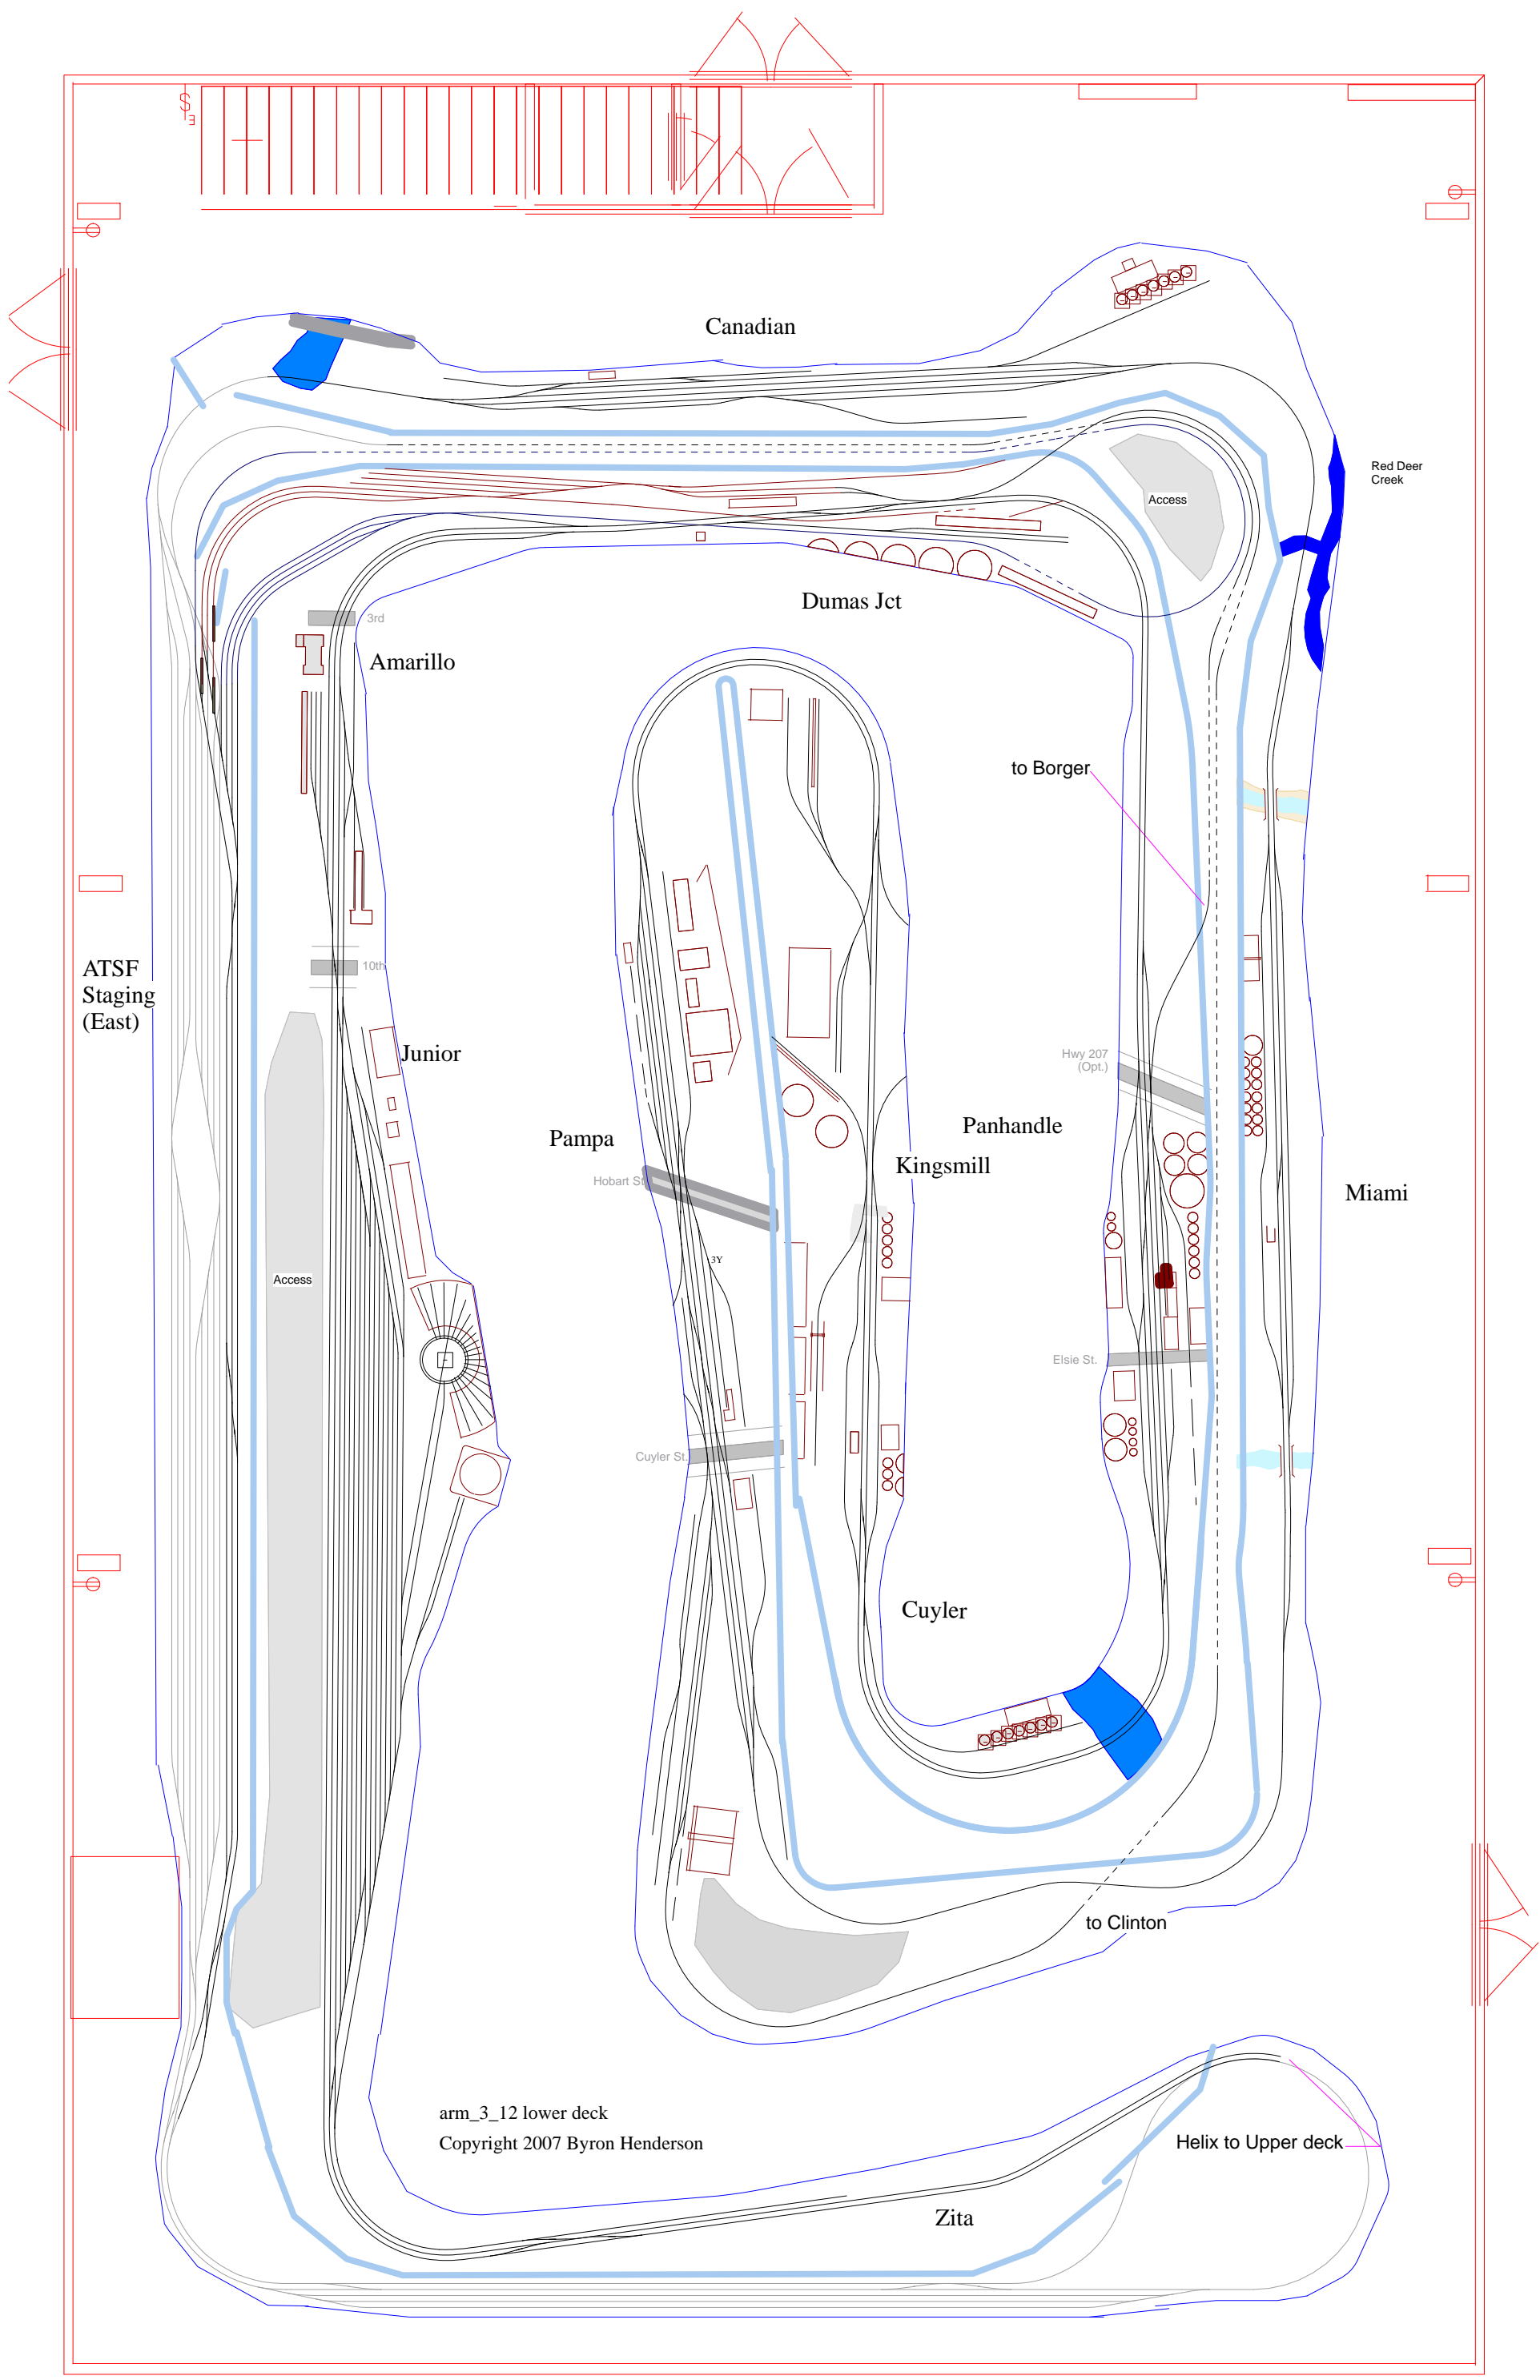 $
3
Canadian
Red Deer
Creek
Access
Dumas Jct
3rd
Amarillo
to Borger
10th
ATSF
Staging
(East)
Junior
Hwy 207
(Opt.)
Panhandle
Pampa
Kingsmill
Hobart St
Miami
3Y
Access
Elsie St.
Cuyler St.
Cuyler
to Clinton
arm_3_12 lower deck
Copyright 2007 Byron Henderson
Helix to Upper deck
Zita